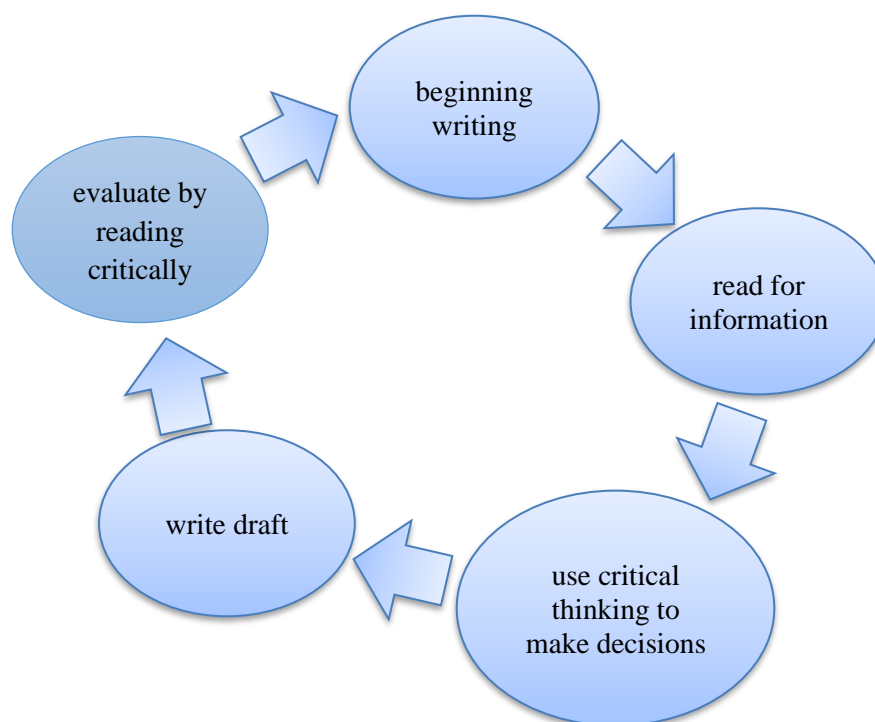 beginning
writing
read for
information
use critical
thinking to
make decisions
write draft
evaluate by
reading
critically